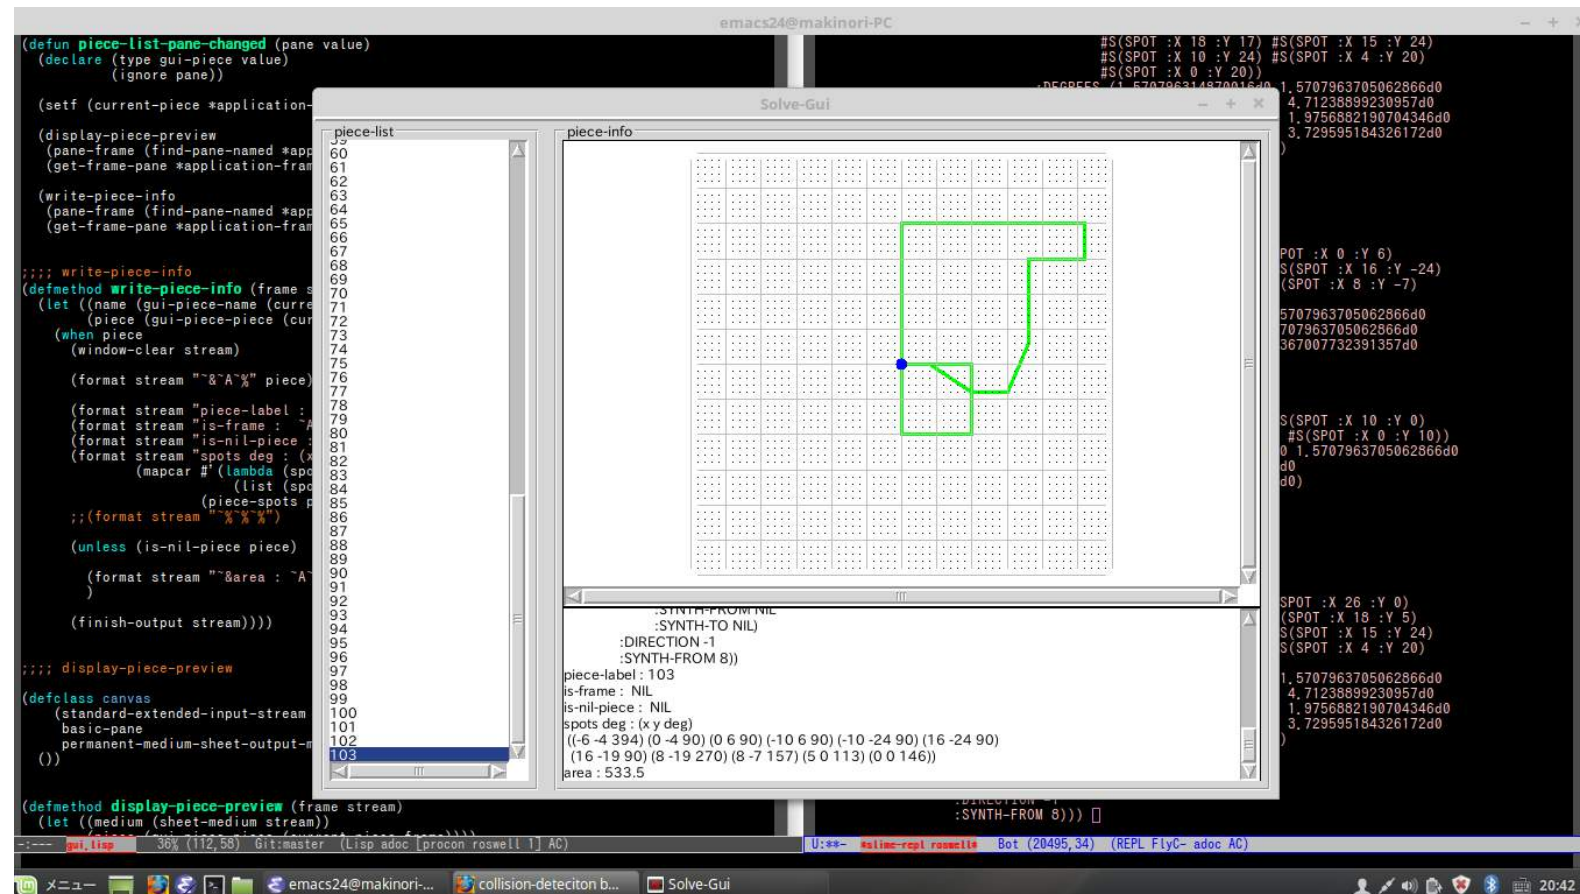 emacs24@makinori-PC
(defun piece-list-pane-changed (pane value)
(declare (type gui-piece value)
(ignore pane))
(setf (current-piece *application-
(display-piece-preview
(pane-frame (find-pane-named *app
(get-frame-pane *application-fram
(write-piece-info
(pane-frame (find-pane-named *app
(get-frame-pane *application-fram
;;;; write-piece-info
(defmethod write-piece-info (frame s
(let ((name (gui-piece-name (curre
(piece (gui-piece-piece (cur
(when piece
(window-clear stream)
(format stream "~&~A~%" piece)
(format stream "piece-label :
(format stream "is-frame :  ~A
(format stream "is-nil-piece :
(format stream "spots deg : (x
(mapcar #'(lambda (spo
(list (spo
(piece-spots p
;;(format stream "~%~%~%")
(unless (is-nil-piece piece)
(format stream "~&area : ~A~
)
(finish-output stream))))
;;;; display-piece-preview
(defclass canvas
(standard-extended-input-stream
basic-pane
permanent-medium-sheet-output-m
())
(defmethod display-piece-preview (frame stream)
(let ((medium (sheet-medium stream))
(piece (gui-piece-piece (current-piece frame))))
-:--- gui.lisp 36% (112,58) Git:master (Lisp adoc [procon roswell 1] AC)
Solve-Gui
piece-list
59
60
61
62
63
64
65
66
67
68
69
70
71
72
73
74
75
76
77
78
79
80
81
82
83
84
85
86
87
88
89
90
91
92
93
94
95
96
97
98
99
100
101
102
103
piece-info
:SYNTH-FROM NIL
:SYNTH-TO NIL)
:DIRECTION -1
:SYNTH-FROM 8))
piece-label : 103
is-frame :  NIL
is-nil-piece :  NIL
spots deg : (x y deg)
((-6 -4 394) (0 -4 90) (0 6 90) (-10 6 90) (-10 -24 90) (16 -24 90)
(16 -19 90) (8 -19 270) (8 -7 157) (5 0 113) (0 0 146))
area : 533.5
#S(SPOT :X 18 :Y 17) #S(SPOT :X 15 :Y 24)
#S(SPOT :X 10 :Y 24) #S(SPOT :X 4 :Y 20)
#S(SPOT :X 0 :Y 20))
:DEGREES (1.570796314870016d0 1.5707963705062866d0
4.71238899230957d0
1.9756882190704346d0
3.729595184326172d0
)
POT :X 0 :Y 6)
S(SPOT :X 16 :Y -24)
(SPOT :X 8 :Y -7)
5707963705062866d0
707963705062866d0
367007732391357d0
S(SPOT :X 10 :Y 0)
#S(SPOT :X 0 :Y 10))
0 1.5707963705062866d0
d0
d0)
SPOT :X 26 :Y 0)
(SPOT :X 18 :Y 5)
S(SPOT :X 15 :Y 24)
S(SPOT :X 4 :Y 20)
1.5707963705062866d0
4.71238899230957d0
1.9756882190704346d0
3.729595184326172d0
)
:DIRECTION -1
:SYNTH-FROM 8)))
U:**- *slime-repl roswell* Bot (20495,34) (REPL FlyC- adoc AC)
メニュー emacs24@makinori-... collision-deteciton b... Solve-Gui 20:42